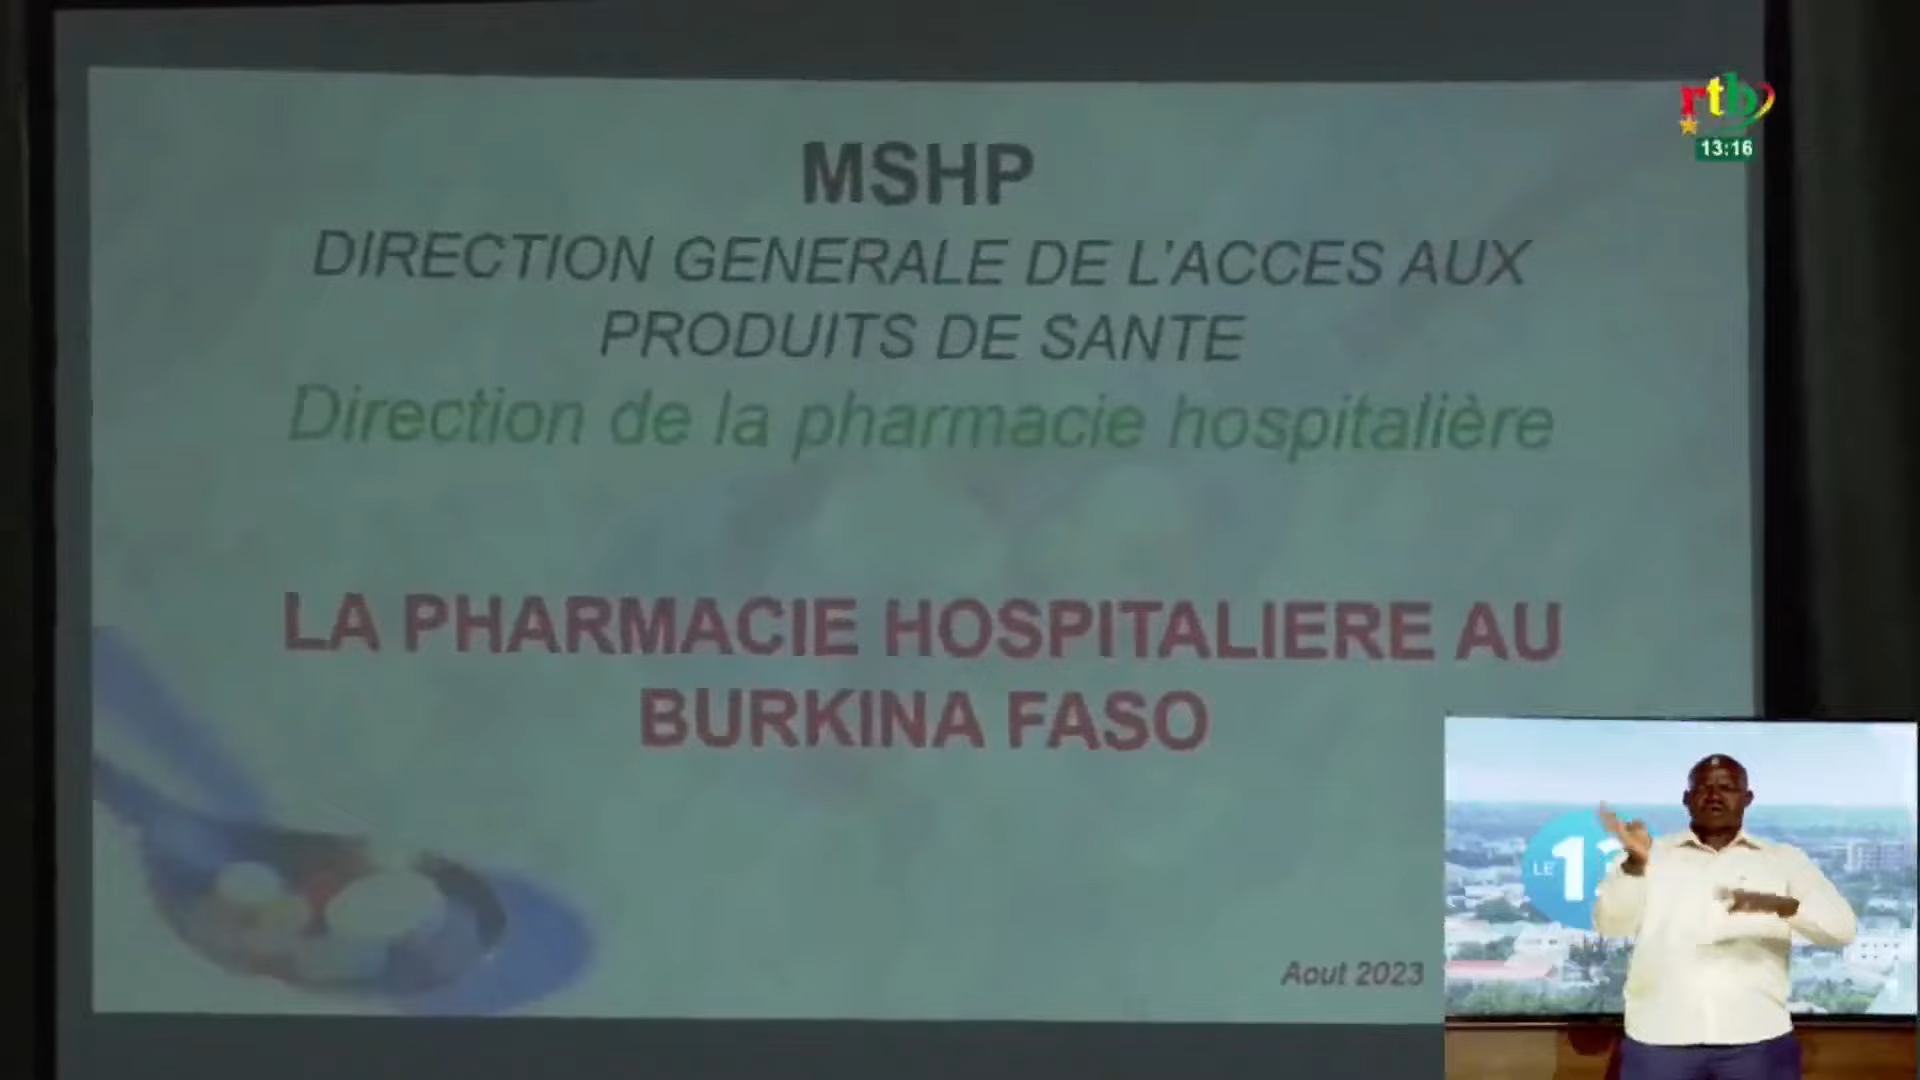 rtb
13:16
MSHP
DIRECTION GENERALE DE L'ACCES AUX
PRODUITS DE SANTE
Direction de la pharmacie hospitalière
LA PHARMACIE HOSPITALIERE AU
BURKINA FASO
Aout 2023
LE 1